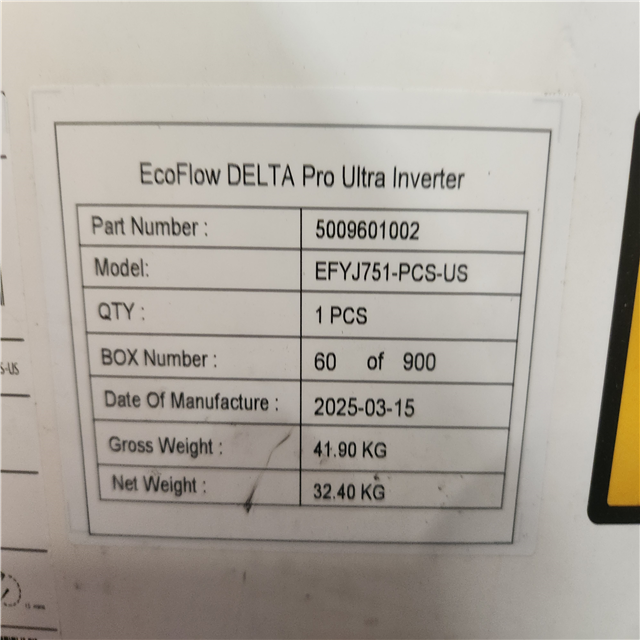 EcoFlow DELTA Pro Ultra Inverter
Part Number : 5009601002
Model: EFYJ751-PCS-US
QTY : 1 PCS
BOX Number : 60 of 900
Date Of Manufacture : 2025-03-15
Gross Weight : 41.90 KG
Net Weight : 32.40 KG
S-US